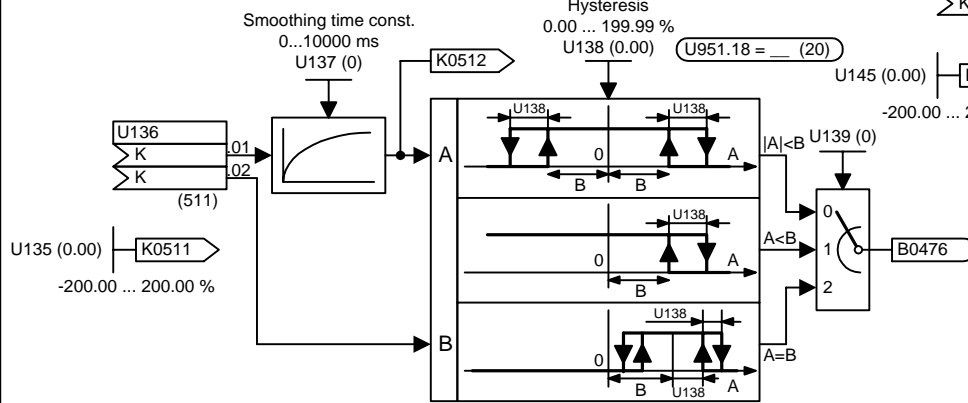 Hysteresis
0.00 ... 199.99 %
U138 (0.00)
U951.18 = __ (20)
Smoothing time const.
0...10000 ms
U137 (0)
K0512
U145 (0.00)
-200.00 ...
U136
K .01
K .02
(511)
U135 (0.00)
K0511
-200.00 ... 200.00 %
A
B
U138
U138
0
A
B
B
|A|<B
U138
0
A
B
A<B
U138
0
B
U138
A
A=B
U139 (0)
0
1
2
B0476
K